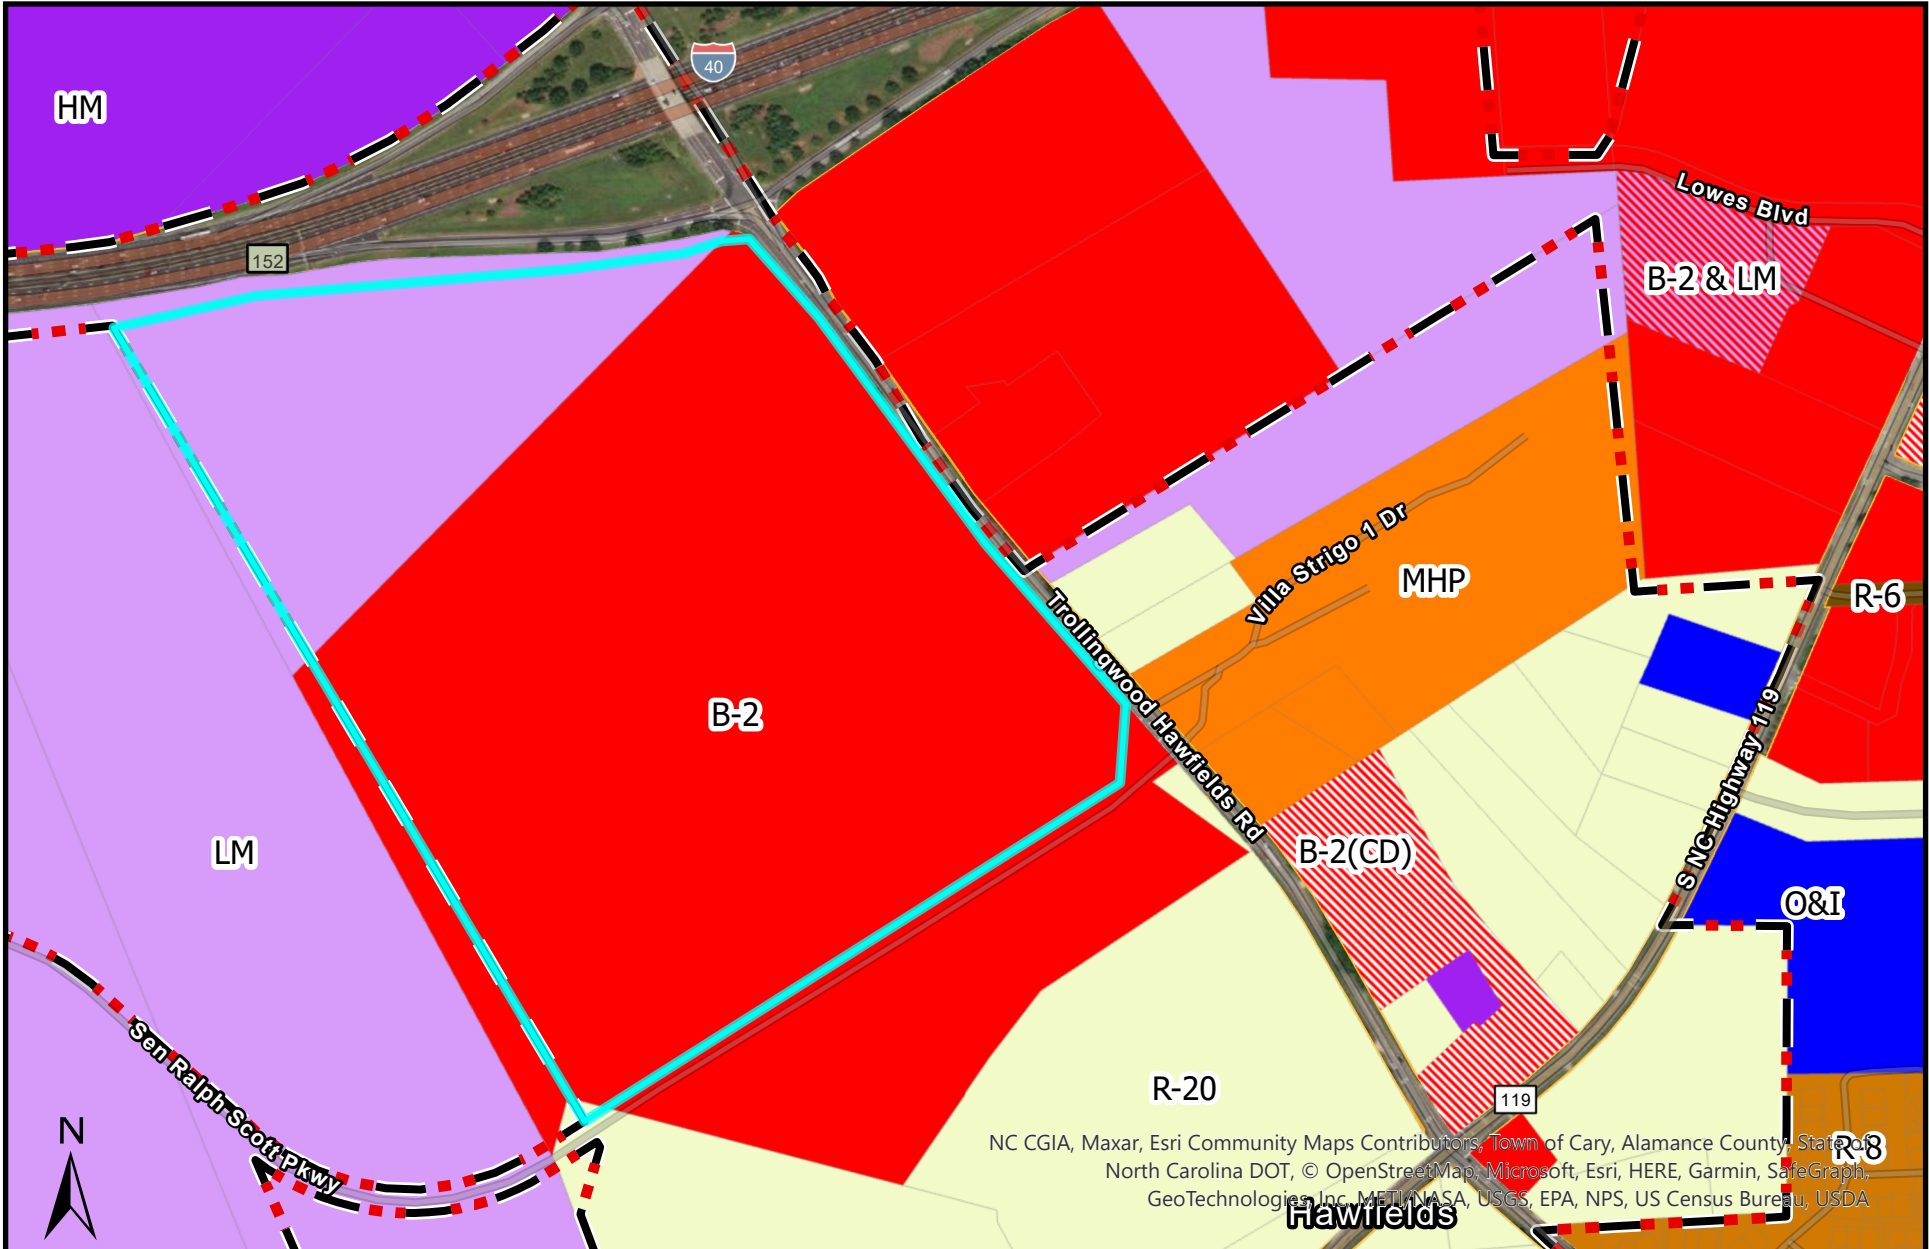 HM
40
152
Lowes Blvd
B-2 & LM
Villa Strigo 1 Dr
MHP
R-6
Trollingwood Hawfields Rd
B-2
S NC Highway 119
LM
B-2(CD)
O&I
Sen Ralph Scott Pkwy
R-20
119
N
R-8
NC CGIA, Maxar, Esri Community Maps Contributors, Town of Cary, Alamance County, State of
North Carolina DOT, © OpenStreetMap, Microsoft, Esri, HERE, Garmin, SafeGraph,
GeoTechnologies, Inc, METI/NASA, USGS, EPA, NPS, US Census Bureau, USDA
Hawfields